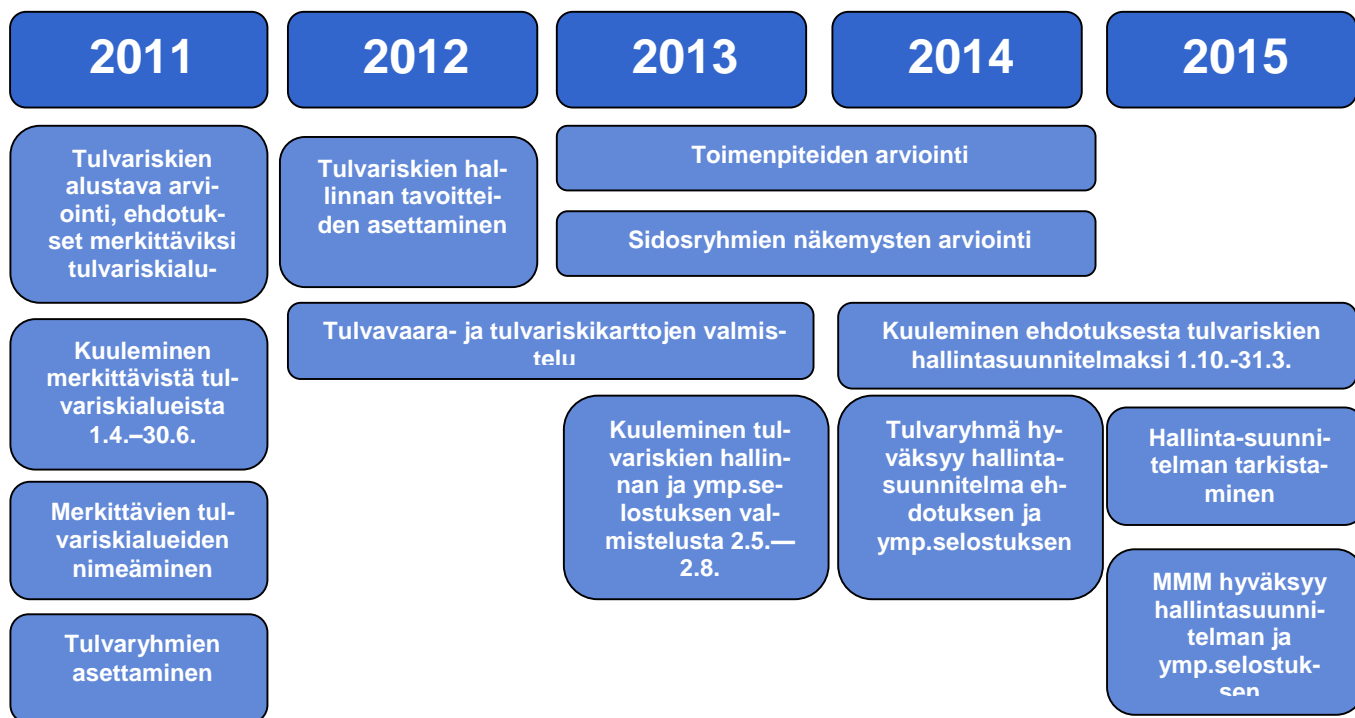 2011
2012
2013
2014
2015
Tulvariskien
alustava arvi-
ointi, ehdotuk-
set merkittäviksi
tulvariskialu-
Kuuleminen
merkittävistä tul-
variskialueista
1.4.–30.6.
Merkittävien tul-
variskialueiden
nimeäminen
Tulvaryhmien
asettaminen
Tulvariskien hal-
linnan tavoittei-
den asettaminen
Toimenpiteiden arviointi
Sidosryhmien näkemysten arviointi
Tulvavaara- ja tulvariskikarttojen valmis-
telu
Kuuleminen ehdotuksesta tulvariskien
hallintasuunnitelmaksi 1.10.-31.3.
Kuuleminen tul-
variskien hallin-
nan ja ymp.se-
lostuksen val-
mistelusta 2.5.—
2.8.
Tulvaryhmä hy-
väksyy hallinta-
suunnitelma eh-
dotuksen ja
ymp.selostuksen
Hallinta-suunni-
telman tarkista-
minen
MMM hyväksyy
hallintasuunni-
telman ja
ymp.selostuk-
sen